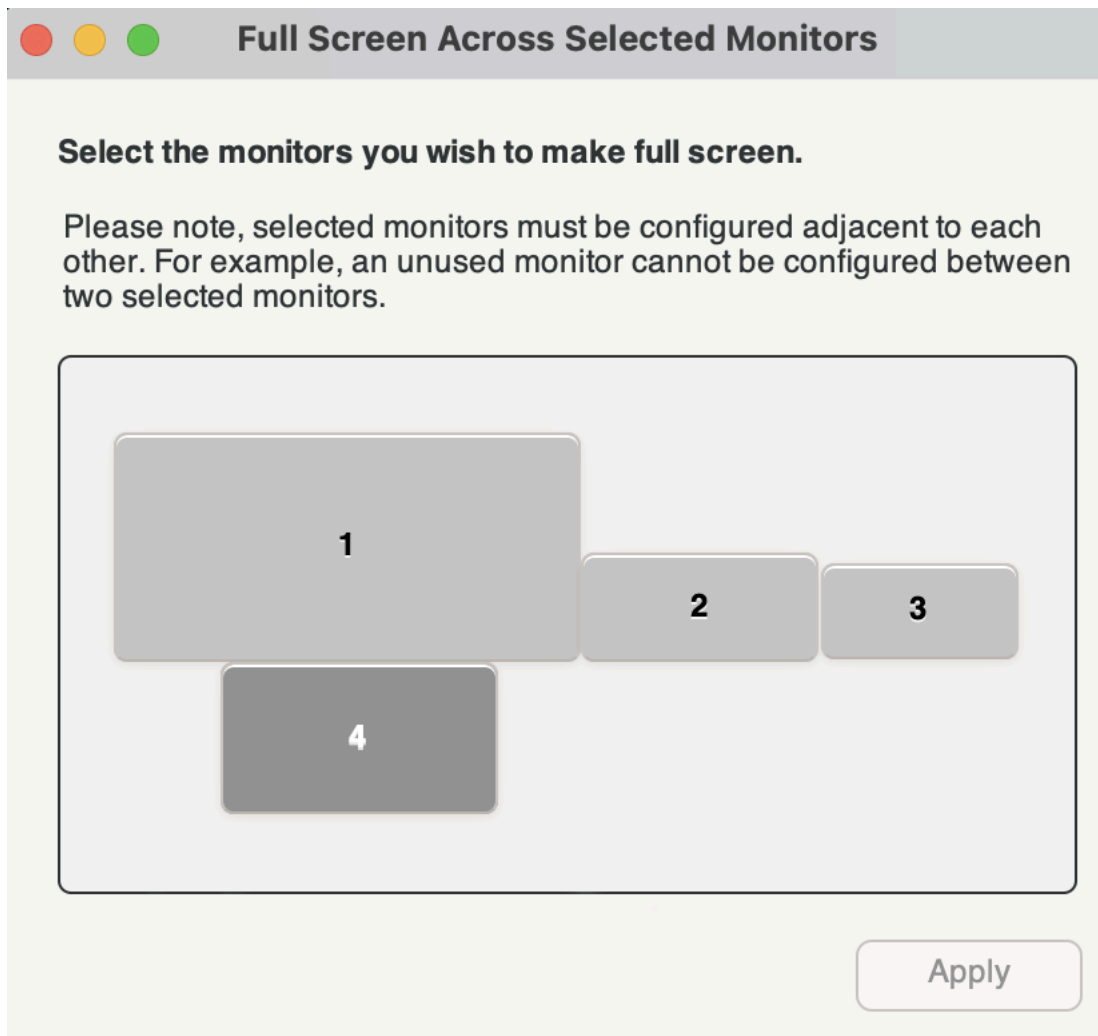 Full Screen Across Selected Monitors
Select the monitors you wish to make full screen.
Please note, selected monitors must be configured adjacent to each
other. For example, an unused monitor cannot be configured between
two selected monitors.
1
2
3
4
Apply